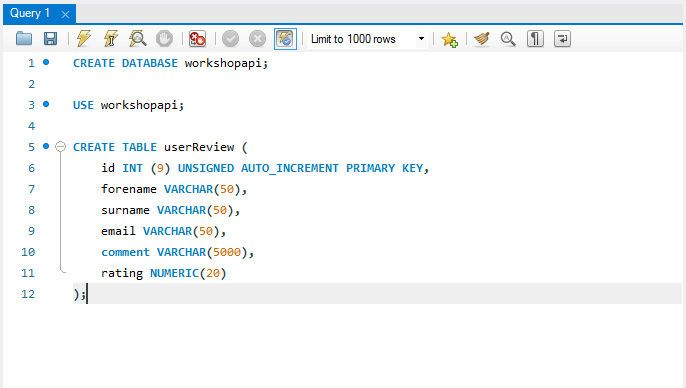 Query 1
Limit to 1000 rows
1 CREATE DATABASE workshopapi;
2
3 USE workshopapi;
4
5 CREATE TABLE userReview (
6 id INT (9) UNSIGNED AUTO_INCREMENT PRIMARY KEY,
7 forename VARCHAR(50),
8 surname VARCHAR(50),
9 email VARCHAR(50),
10 comment VARCHAR(5000),
11 rating NUMERIC(20)
12 );